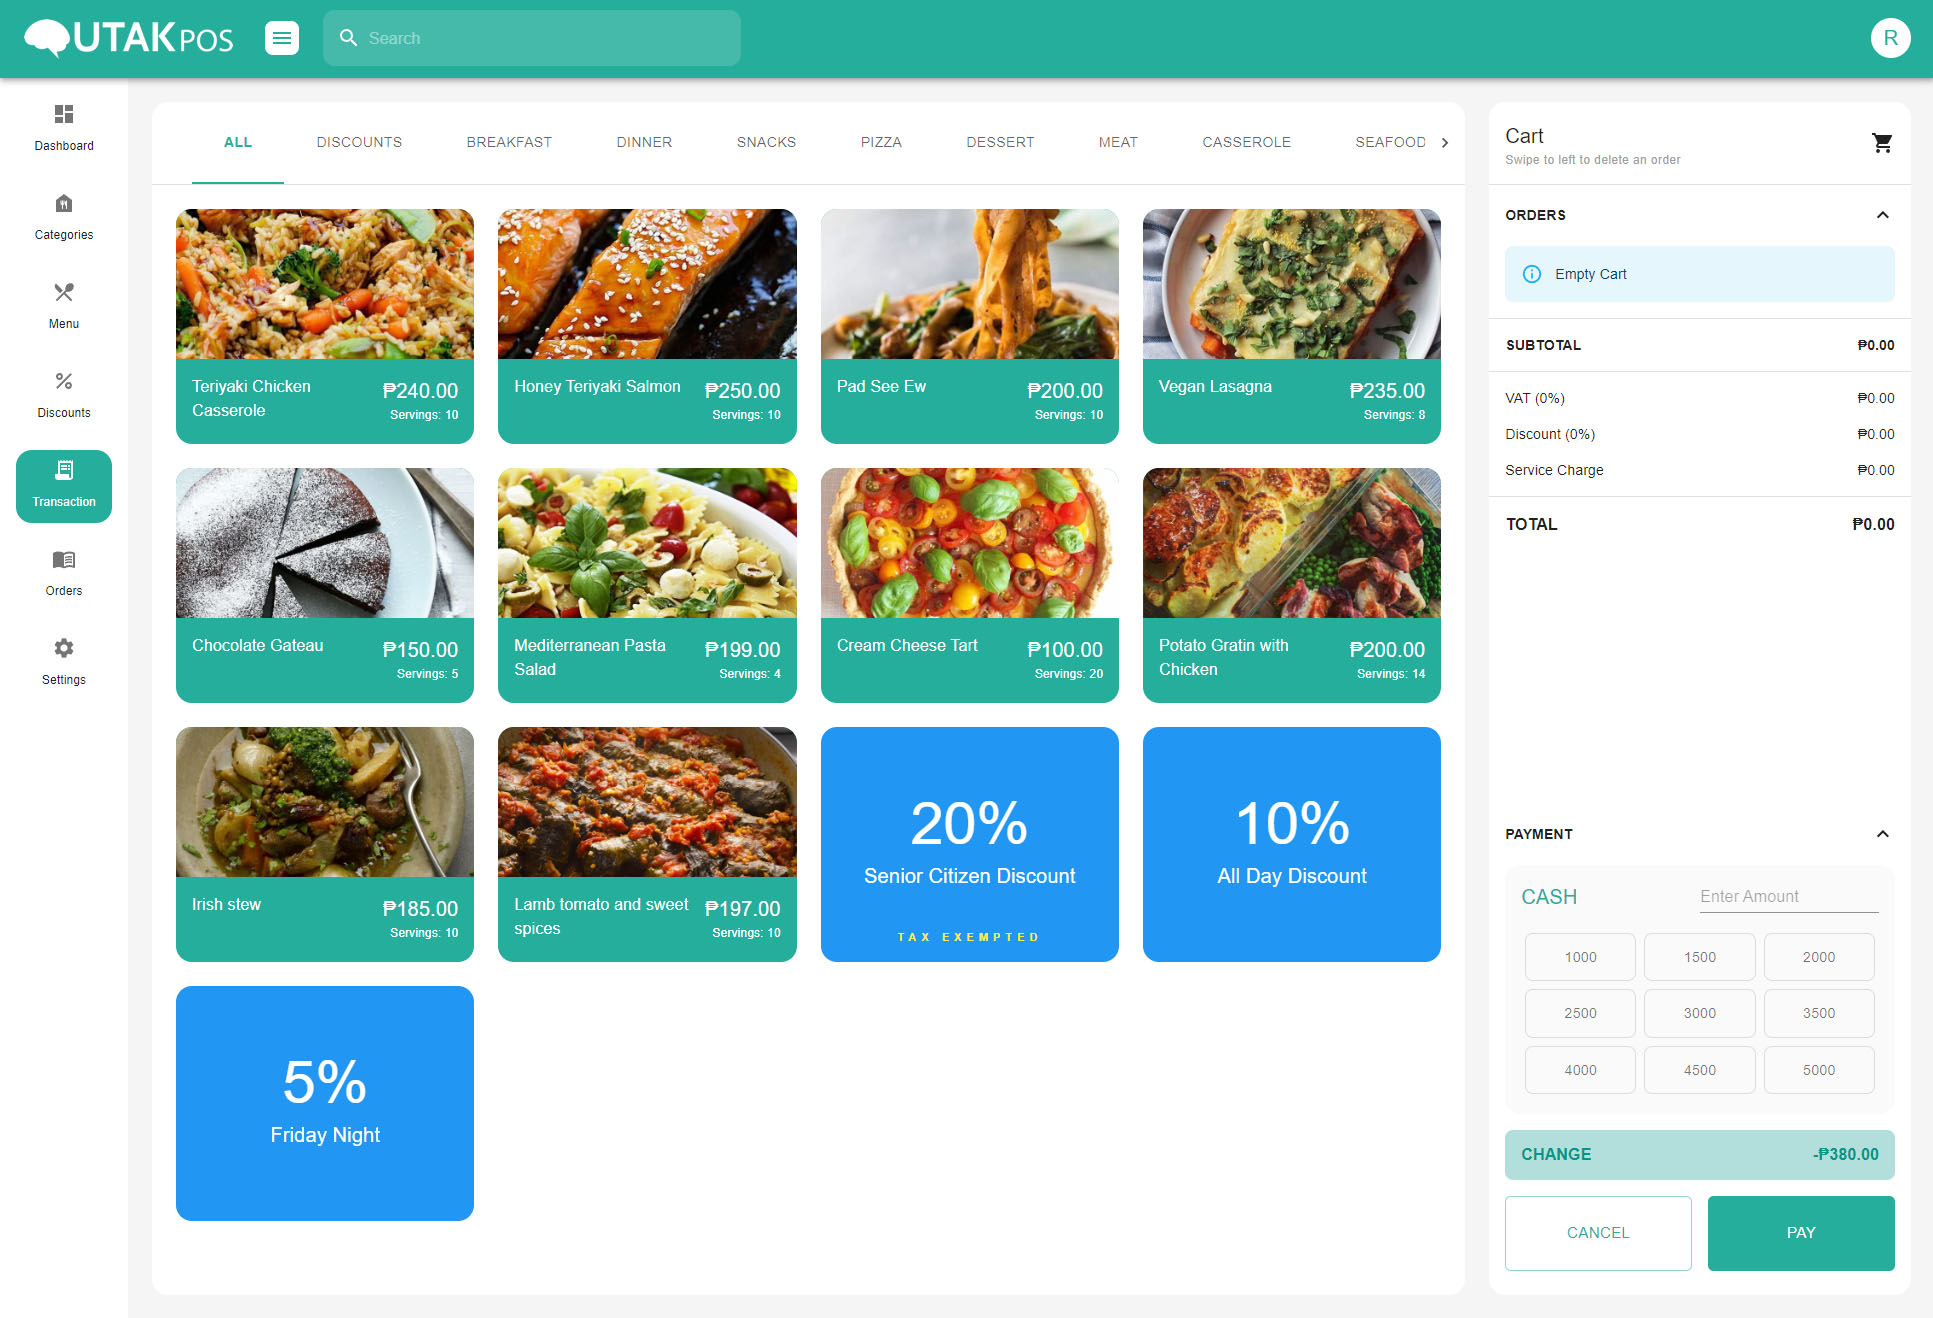 UTAKPOS
Search
R
Dashboard
Categories
Menu
Discounts
Transaction
Orders
Settings
ALL DISCOUNTS BREAKFAST DINNER SNACKS PIZZA DESSERT MEAT CASSEROLE SEAFOOD
Teriyaki Chicken
Casserole
₱240.00
Servings: 10
Honey Teriyaki Salmon
₱250.00
Servings: 10
Pad See Ew
₱200.00
Servings: 10
Vegan Lasagna
₱235.00
Servings: 8
Chocolate Gateau
₱150.00
Servings: 5
Mediterranean Pasta
Salad
₱199.00
Servings: 4
Cream Cheese Tart
₱100.00
Servings: 20
Potato Gratin with
Chicken
₱200.00
Servings: 14
Irish stew
₱185.00
Servings: 10
Lamb tomato and sweet
spices
₱197.00
Servings: 10
20%
Senior Citizen Discount
TAX EXEMPTED
10%
All Day Discount
5%
Friday Night
Cart
Swipe to left to delete an order
ORDERS
Empty Cart
SUBTOTAL ₱0.00
VAT (0%) ₱0.00
Discount (0%) ₱0.00
Service Charge ₱0.00
TOTAL ₱0.00
PAYMENT
CASH Enter Amount
1000 1500 2000
2500 3000 3500
4000 4500 5000
CHANGE -₱380.00
CANCEL PAY